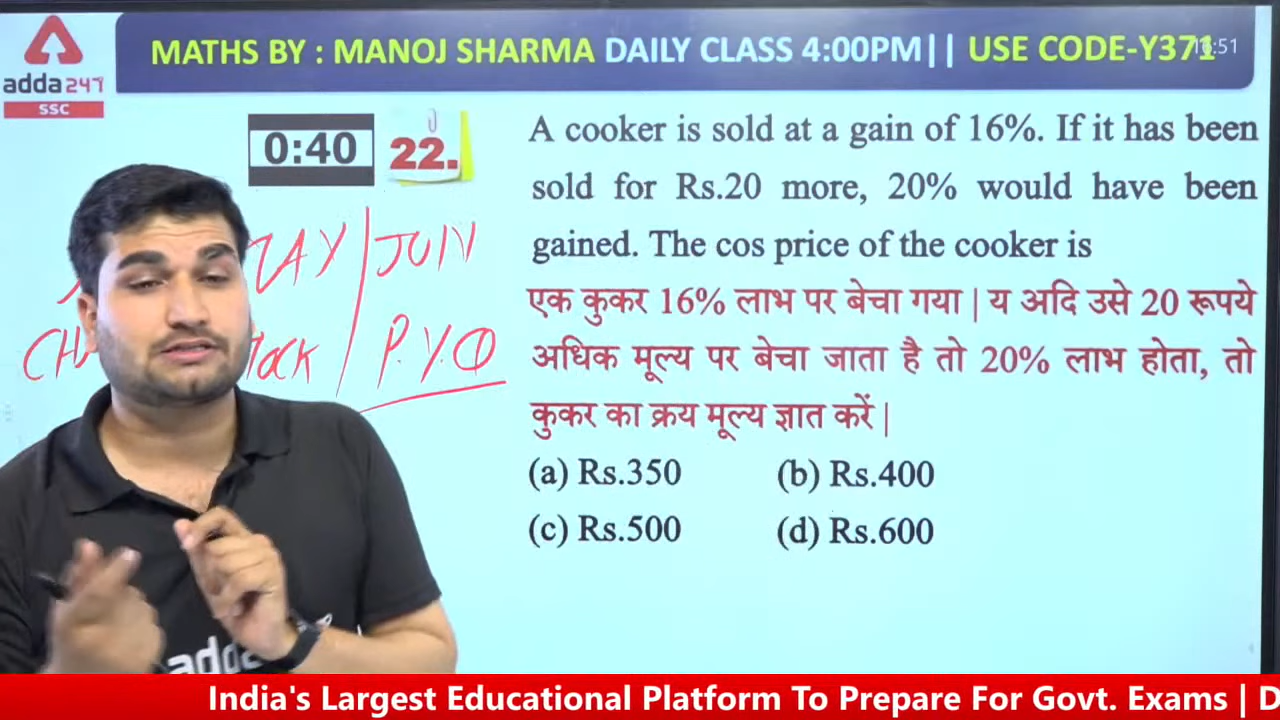 MATHS BY : MANOJ SHARMA DAILY CLASS 4:00PM|| USE CODE-Y371
adda247
SSC
0:40
22.
A cooker is sold at a gain of 16%. If it has been
sold for Rs.20 more, 20% would have been
gained. The cos price of the cooker is
एक कुकर 16% लाभ पर बेचा गया | य अदि उसे 20 रूपये
अधिक मूल्य पर बेचा जाता है तो 20% लाभ होता, तो
कुकर का क्रय मूल्य ज्ञात करें |
(a) Rs.350 (b) Rs.400
(c) Rs.500 (d) Rs.600
JUN
P.Y.Q
adda
India's Largest Educational Platform To Prepare For Govt. Exams | D